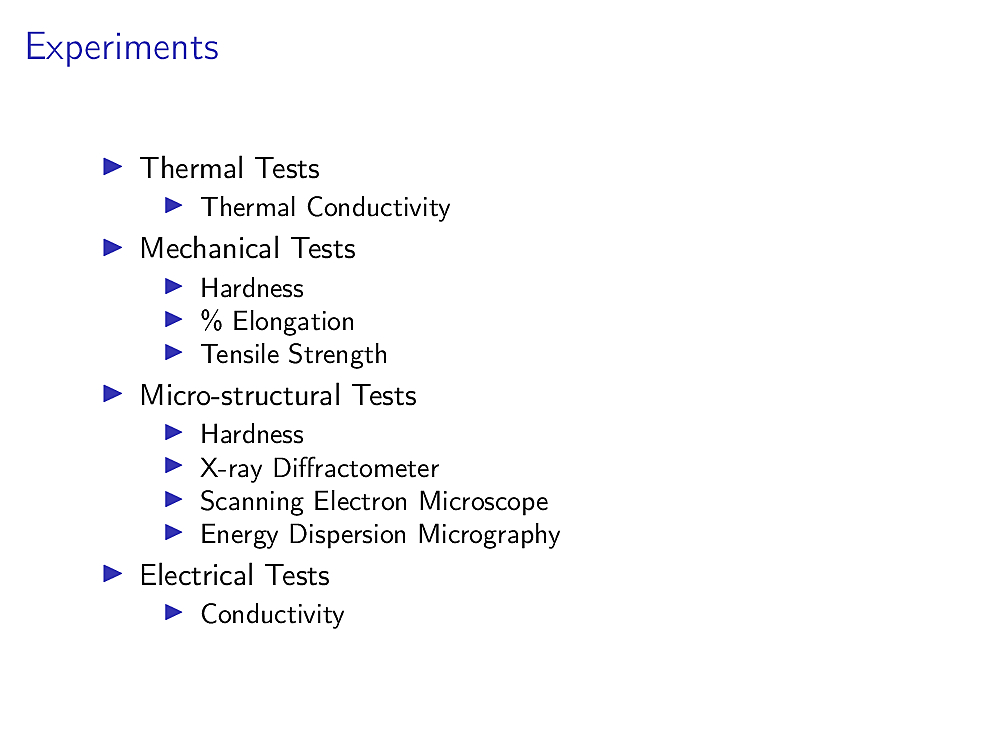 Experiments
Thermal Tests
Thermal Conductivity
Mechanical Tests
Hardness
% Elongation
Tensile Strength
Micro-structural Tests
Hardness
X-ray Diffractometer
Scanning Electron Microscope
Energy Dispersion Micrography
Electrical Tests
Conductivity